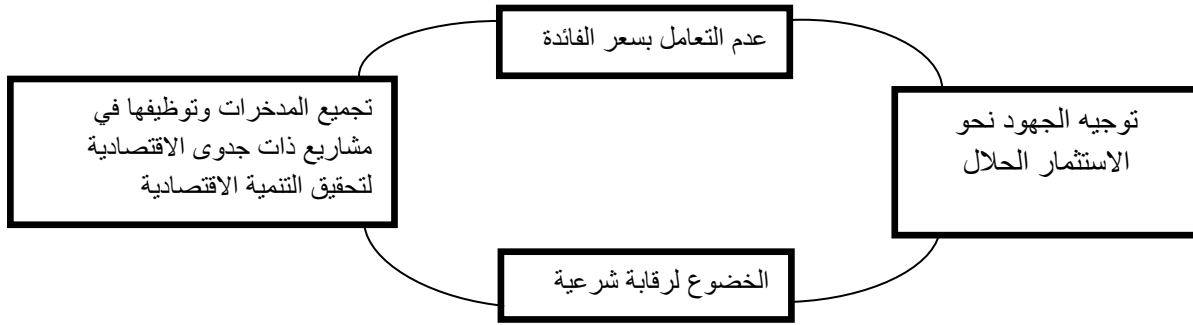 عدم التعامل بسعر الفائدة
توجيه الجهود نحو
الاستثمار الحلال
تجميع المدخرات وتوظيفها في
مشاريع ذات جدوى الاقتصادية
لتحقيق التنمية الاقتصادية
الخضوع لرقابة شرعية